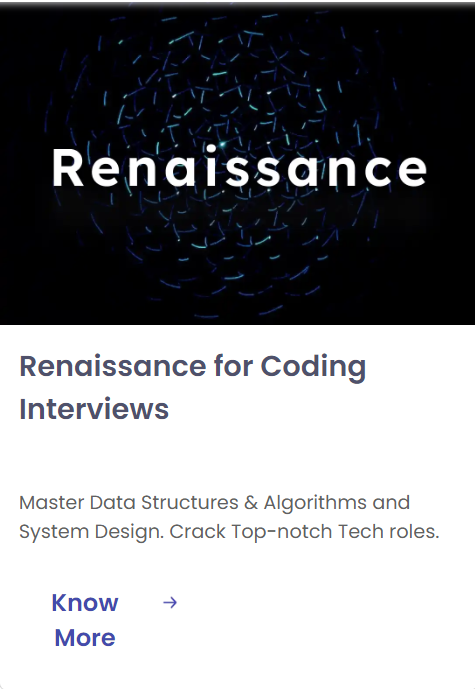 Renaissance
Renaissance for Coding
Interviews
Master Data Structures & Algorithms and
System Design. Crack Top-notch Tech roles.
Know →
More